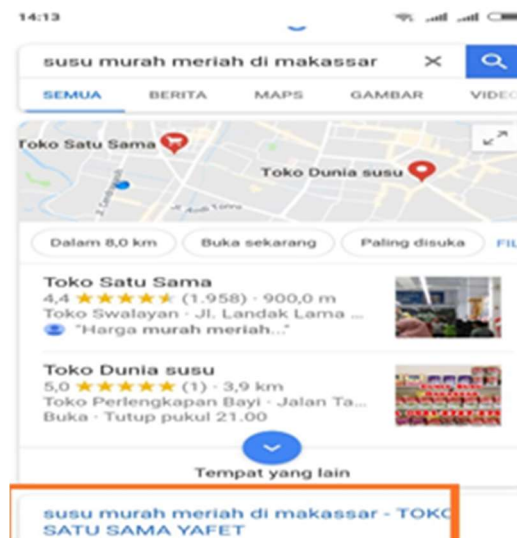 14:13
susu murah meriah di makassar
SEMUA BERITA MAPS GAMBAR VIDEO
Toko Satu Sama
Toko Dunia susu
Dalam 8,0 km Buka sekarang Paling disuka FIL
Toko Satu Sama
4,4 ★★★★★ (1.958) · 900,0 m
Toko Swalayan · Jl. Landak Lama ...
"Harga murah meriah..."
Toko Dunia susu
5,0 ★★★★★ (1) · 3,9 km
Toko Perlengkapan Bayi · Jalan Ta...
Buka · Tutup pukul 21.00
Tempat yang lain
susu murah meriah di makassar - TOKO
SATU SAMA YAFET